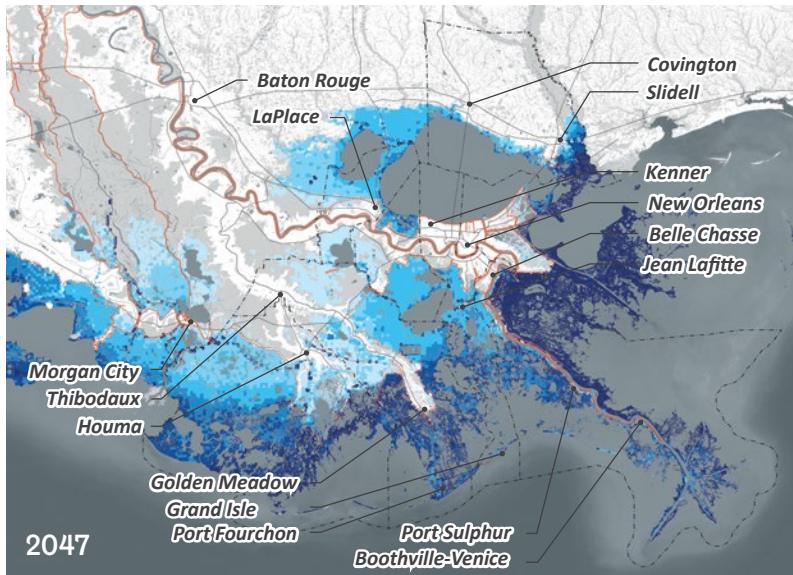 Baton Rouge
LaPlace
Covington
Slidell
Kenner
New Orleans
Belle Chasse
Jean Lafitte
Morgan City
Thibodaux
Houma
Golden Meadow
Grand Isle
Port Fourchon
Port Sulphur
Boothville-Venice
2047